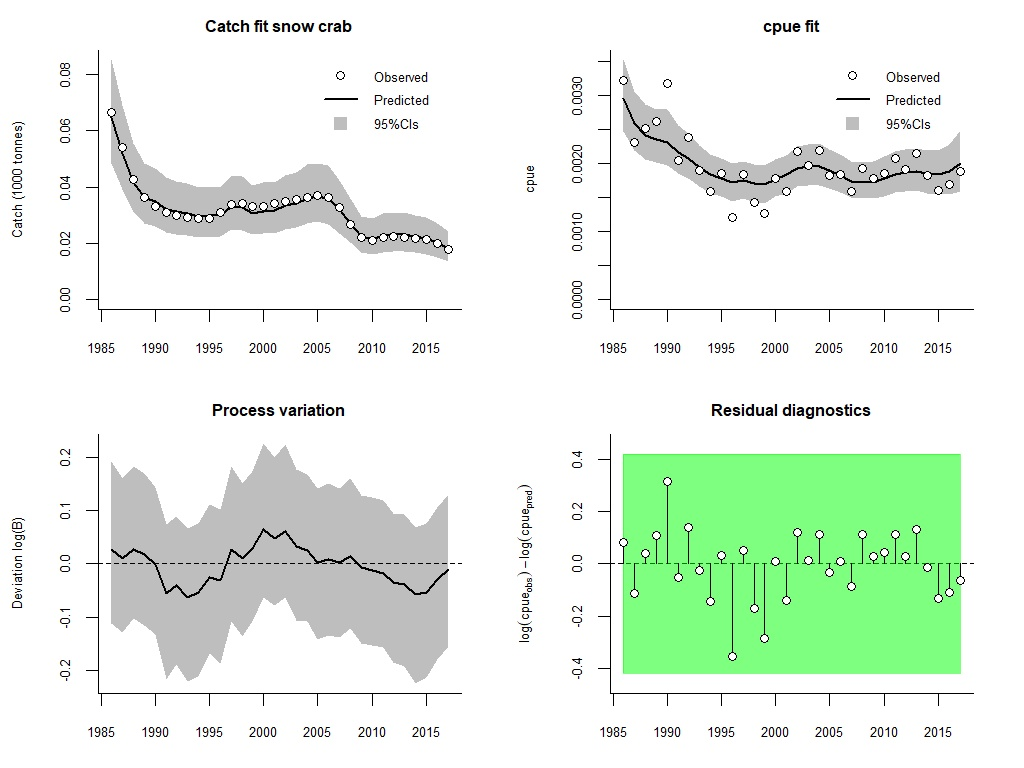 Catch fit snow crab
Catch (1000 tonnes)
0.08
0.06
0.04
0.02
0.00
Observed
Predicted
95%CIs
1985 1990 1995 2000 2005 2010 2015
cpue fit
cpue
0.0030
0.0020
0.0010
0.0000
Observed
Predicted
95%CIs
1985 1990 1995 2000 2005 2010 2015
Process variation
Deviation log(B)
0.2
0.1
0.0
-0.1
-0.2
1985 1990 1995 2000 2005 2010 2015
Residual diagnostics
log(cpue_obs) − log(cpue_pred)
0.4
0.2
0.0
-0.2
-0.4
1985 1990 1995 2000 2005 2010 2015